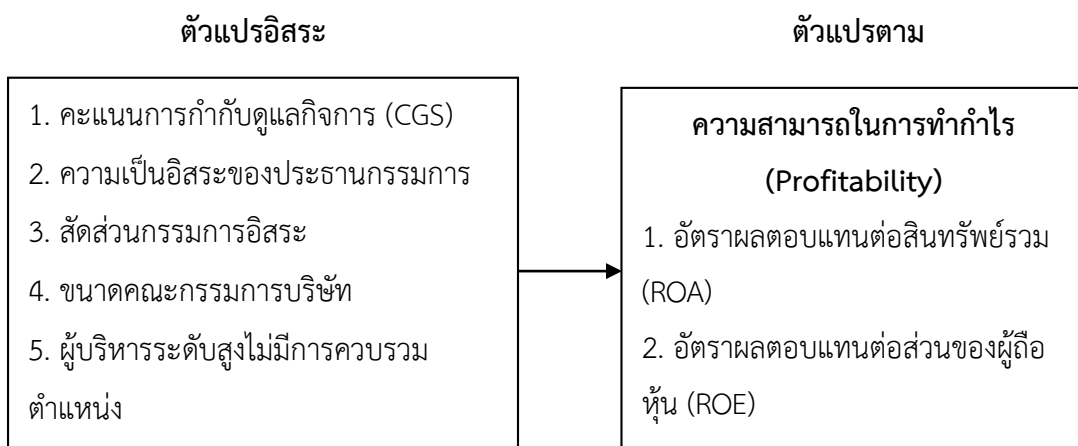 ตัวแปรอิสระ
ตัวแปรตาม
1. คะแนนการกำกับดูแลกิจการ (CGS)
2. ความเป็นอิสระของประธานกรรมการ
3. สัดส่วนกรรมการอิสระ
4. ขนาดคณะกรรมการบริษัท
5. ผู้บริหารระดับสูงไม่มีการควบรวม
ตำแหน่ง
ความสามารถในการทำกำไร
(Profitability)
1. อัตราผลตอบแทนต่อสินทรัพย์รวม
(ROA)
2. อัตราผลตอบแทนต่อส่วนของผู้ถือ
หุ้น (ROE)